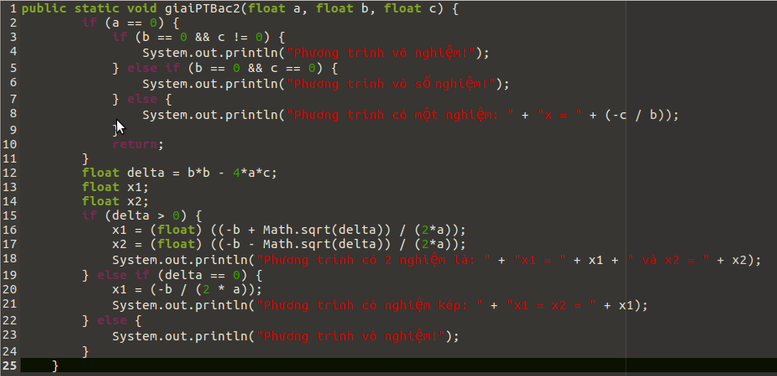 1 public static void giaiPTBac2(float a, float b, float c) {
2 if (a == 0) {
3 if (b == 0 && c != 0) {
4 System.out.println("Phương trình vô nghiệm!");
5 } else if (b == 0 && c == 0) {
6 System.out.println("Phương trình vô số nghiệm!");
7 } else {
8 System.out.println("Phương trình có một nghiệm: " + "x = " + (-c / b));
9 }
10 return;
11 }
12 float delta = b*b - 4*a*c;
13 float x1;
14 float x2;
15 if (delta > 0) {
16 x1 = (float) ((-b + Math.sqrt(delta)) / (2*a));
17 x2 = (float) ((-b - Math.sqrt(delta)) / (2*a));
18 System.out.println("Phương trình có 2 nghiệm là: " + "x1 = " + x1 + " và x2 = " + x2);
19 } else if (delta == 0) {
20 x1 = (-b / (2 * a));
21 System.out.println("Phương trình có nghiệm kép: " + "x1 = x2 = " + x1);
22 } else {
23 System.out.println("Phương trình vô nghiệm!");
24 }
25 }